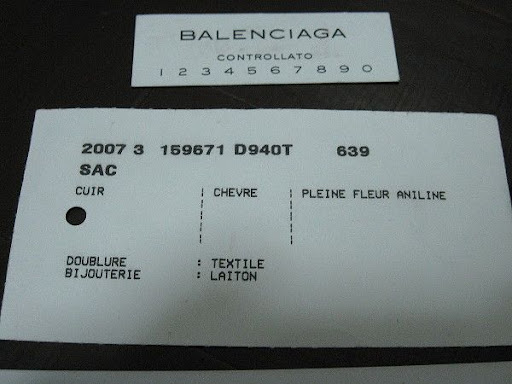 BALENCIAGA
CONTROLLATO
1 2 3 4 5 6 7 8 9 0
2007 3 159671 D940T 639
SAC
CUIR ¦ CHEVRE ¦ PLEINE FLEUR ANILINE
DOUBLURE : TEXTILE
BIJOUTERIE : LAITON